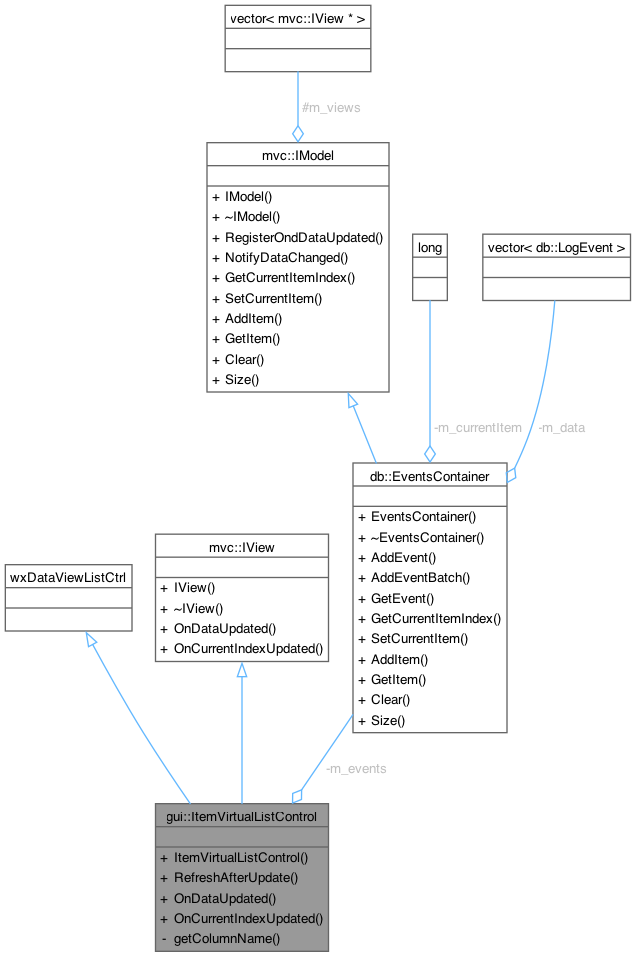 vector< mvc::IView * >
#m_views
mvc::IModel
+ IModel()
+ ~IModel()
+ RegisterOndDataUpdated()
+ NotifyDataChanged()
+ GetCurrentItemIndex()
+ SetCurrentItem()
+ AddItem()
+ GetItem()
+ Clear()
+ Size()
long
vector< db::LogEvent >
-m_currentItem
-m_data
db::EventsContainer
+ EventsContainer()
+ ~EventsContainer()
+ AddEvent()
+ AddEventBatch()
+ GetEvent()
+ GetCurrentItemIndex()
+ SetCurrentItem()
+ AddItem()
+ GetItem()
+ Clear()
+ Size()
mvc::IView
+ IView()
+ ~IView()
+ OnDataUpdated()
+ OnCurrentIndexUpdated()
wxDataViewListCtrl
-m_events
gui::ItemVirtualListControl
+ ItemVirtualListControl()
+ RefreshAfterUpdate()
+ OnDataUpdated()
+ OnCurrentIndexUpdated()
- getColumnName()